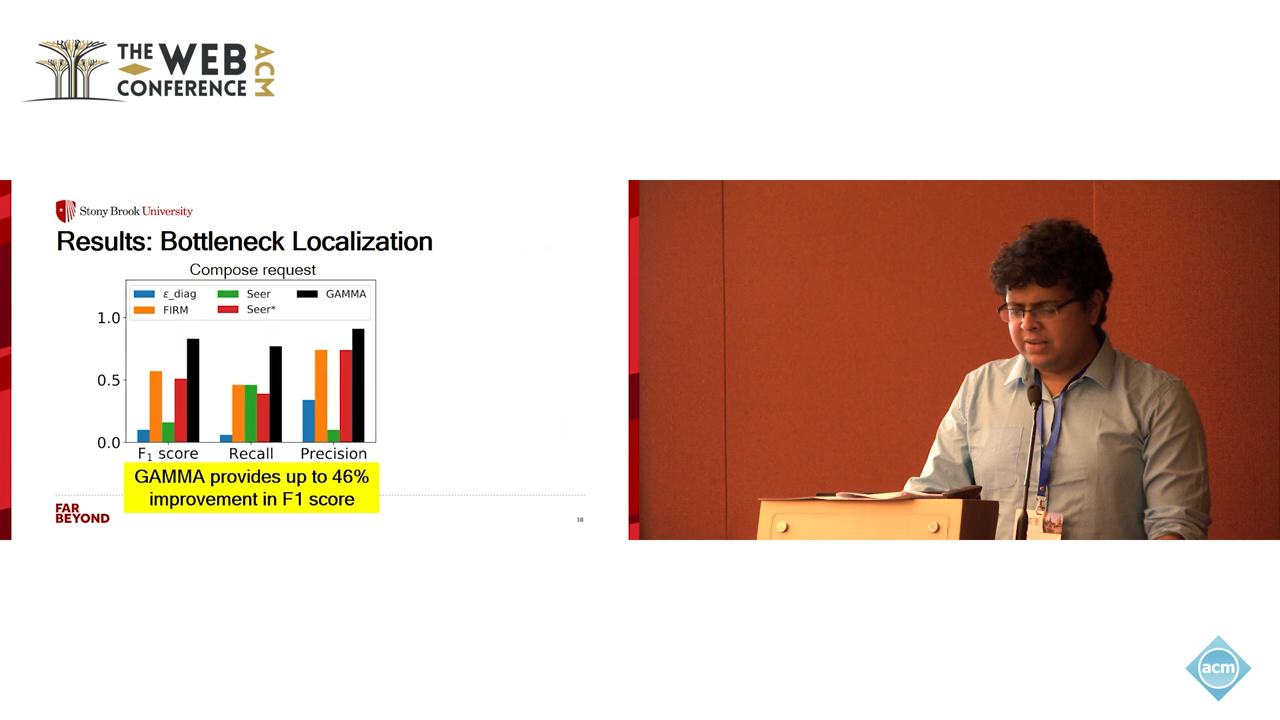 THE WEB
CONFERENCE
ACM
Stony Brook University
Results: Bottleneck Localization
Compose request
ε_diag
Seer
GAMMA
FIRM
Seer*
1.0
0.5
0.0
F1 score
Recall
Precision
GAMMA provides up to 46%
improvement in F1 score
FAR
BEYOND
10
acm